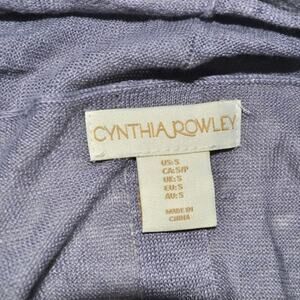 CYNTHIA ROWLEY
US:S
CA:S/P
UK:S
EU:S
AU:S
MADE IN
CHINA